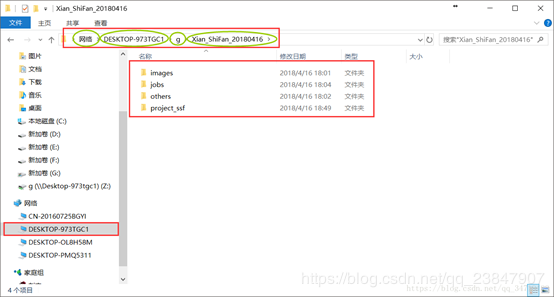 Xian_ShiFan_20180416
文件 主页 共享 查看
网络 DESKTOP-973TGC1 g Xian_ShiFan_20180416
搜索"Xian_ShiFan_20180416"
名称 修改日期 类型 大小
图片
文档
下载
音乐
桌面
本地磁盘 (C:)
新加卷 (D:)
新加卷 (E:)
新加卷 (F:)
新加卷 (G:)
g (\\Desktop-973tgc1) (Z:)
网络
CN-20160725BGYI
DESKTOP-973TGC1
DESKTOP-OL8H58M
DESKTOP-PMQ5311
家庭组
images 2018/4/16 18:01 文件夹
jobs 2018/4/16 18:04 文件夹
others 2018/4/16 18:02 文件夹
project_ssf 2018/4/16 18:49 文件夹
4 个项目
https://blog.csdn.net/qq_23847907